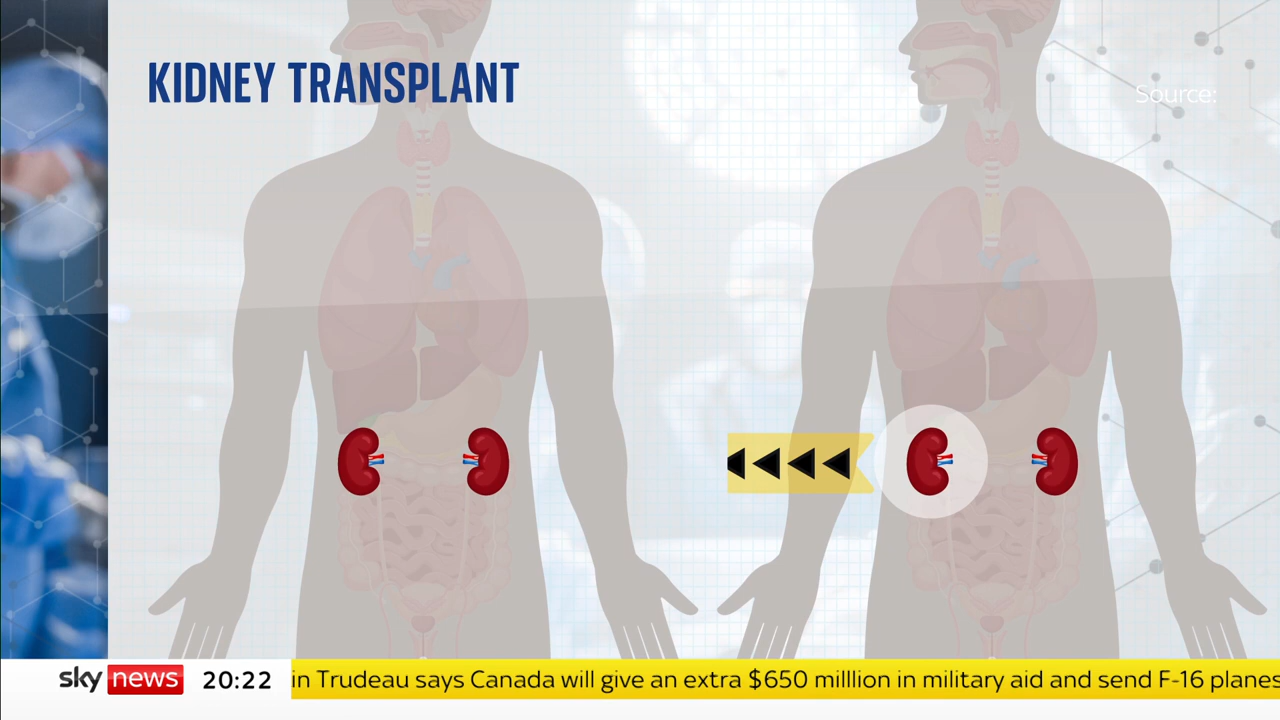 KIDNEY TRANSPLANT
Source:
sky news 20:22 in Trudeau says Canada will give an extra $650 milllion in military aid and send F-16 planes